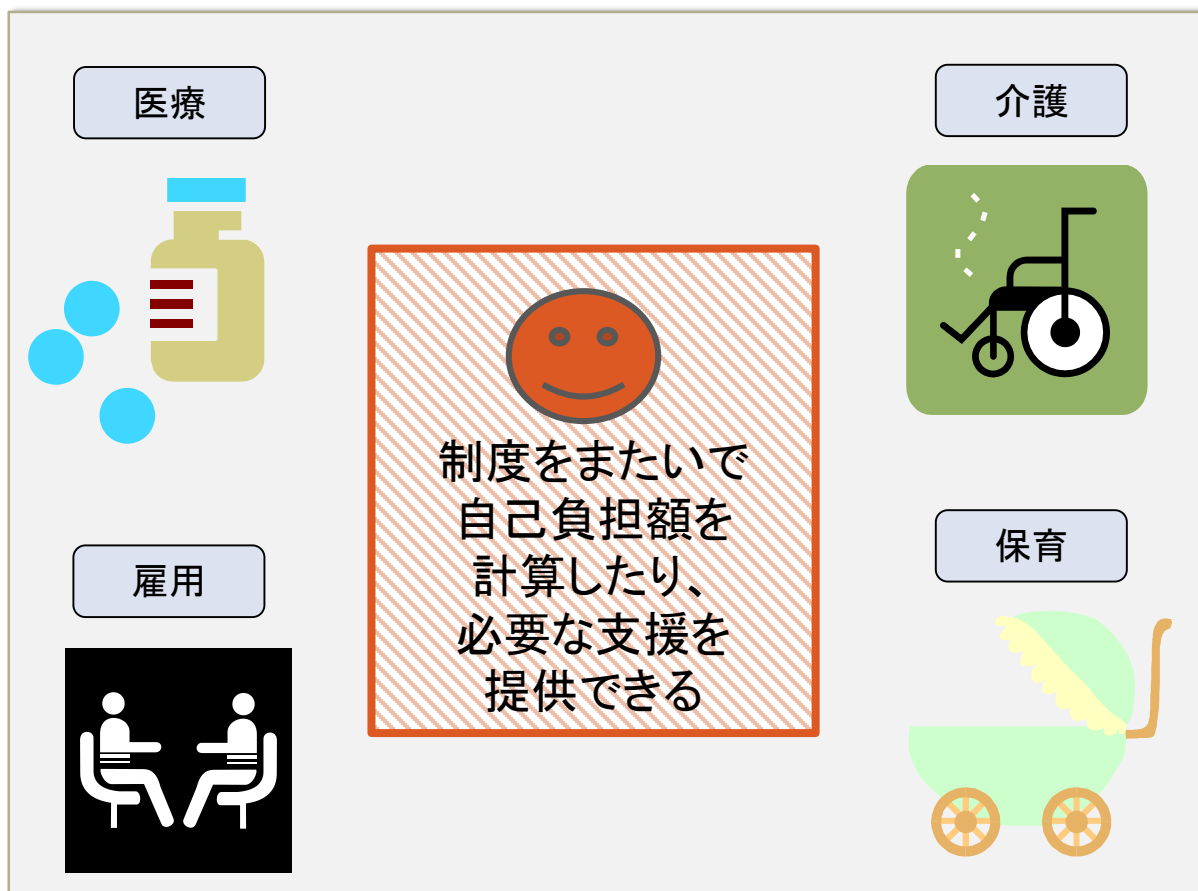 医療
介護
制度をまたいで
自己負担額を
計算したり、
必要な支援を
提供できる
雇用
保育